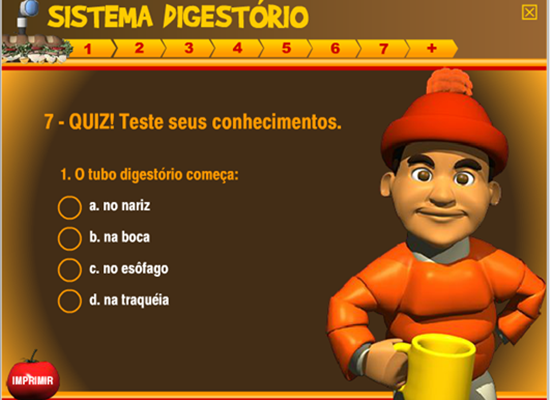 SISTEMA DIGESTÓRIO
1 2 3 4 5 6 7 +
7 - QUIZ! Teste seus conhecimentos.
1. O tubo digestório começa:
a. no nariz
b. na boca
c. no esôfago
d. na traquéia
IMPRIMIR